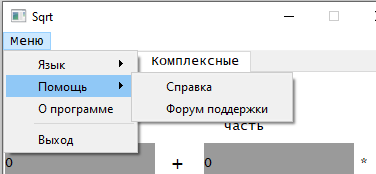 Sqrt
Меню
Комплексные
Язык
Помощь
Справка
О программе
Форум поддержки
часть
Выход
0 + 0 *